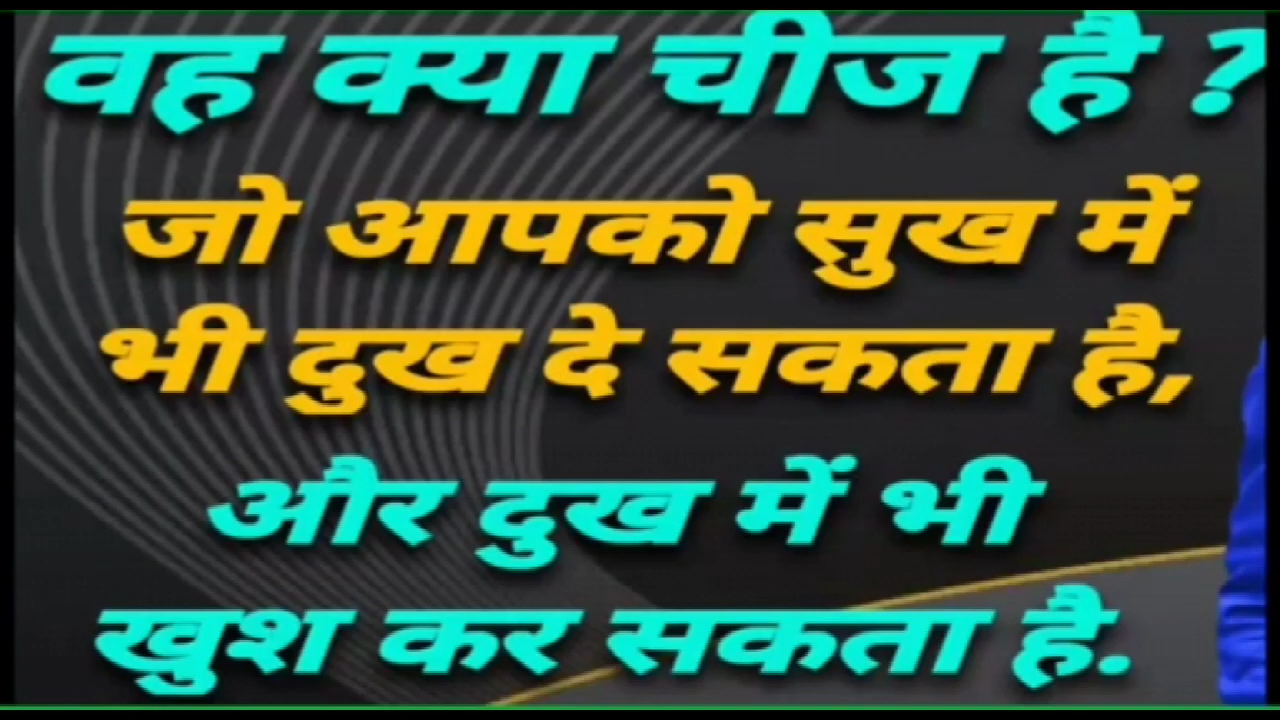 वह क्या चीज है ?
जो आपको सुख में
भी दुख दे सकता है,
और दुख में भी
खुश कर सकता है.